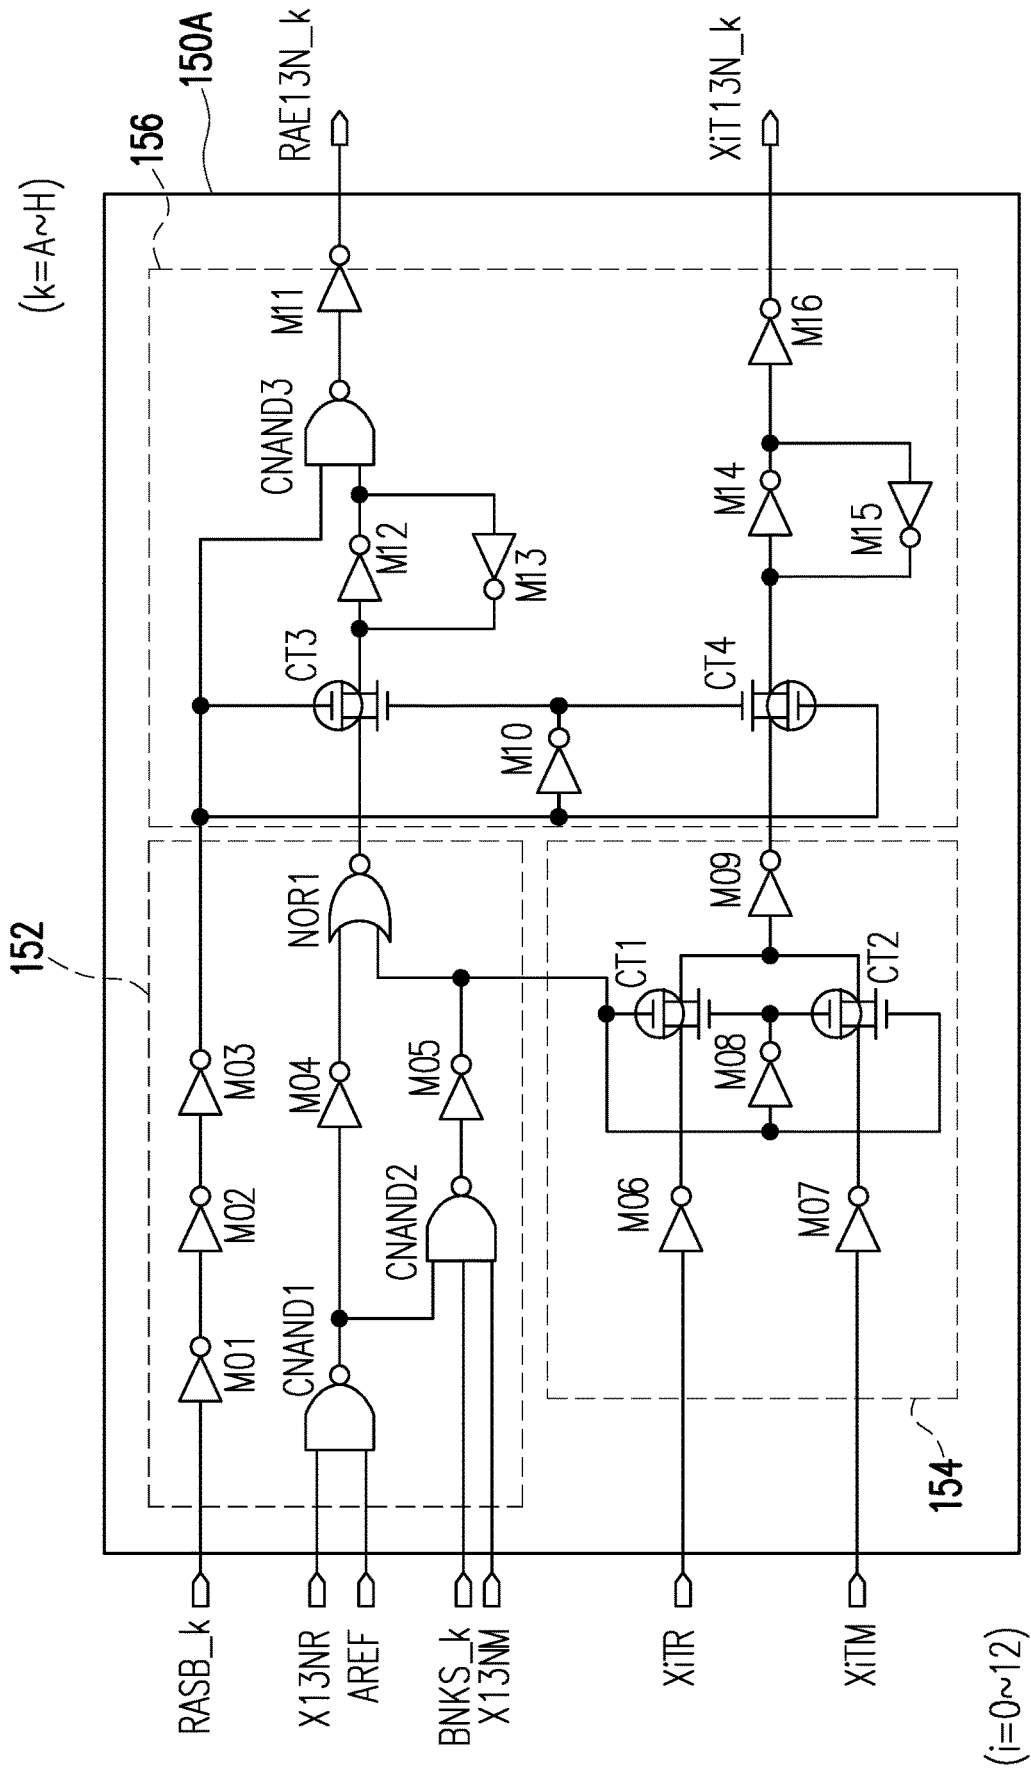 (k=A~H)
150A
156
152
154
RASB_k
X13NR
AREF
BNKS_k
X13NM
XiTR
XiTM
(i=0~12)
M01
M02
M03
CNAND1
M04
CNAND2
M05
NOR1
M06
M07
M08
CT1
CT2
M09
M10
CT3
CT4
M12
M13
CNAND3
M11
M14
M15
M16
RAE13N_k
XiT13N_k